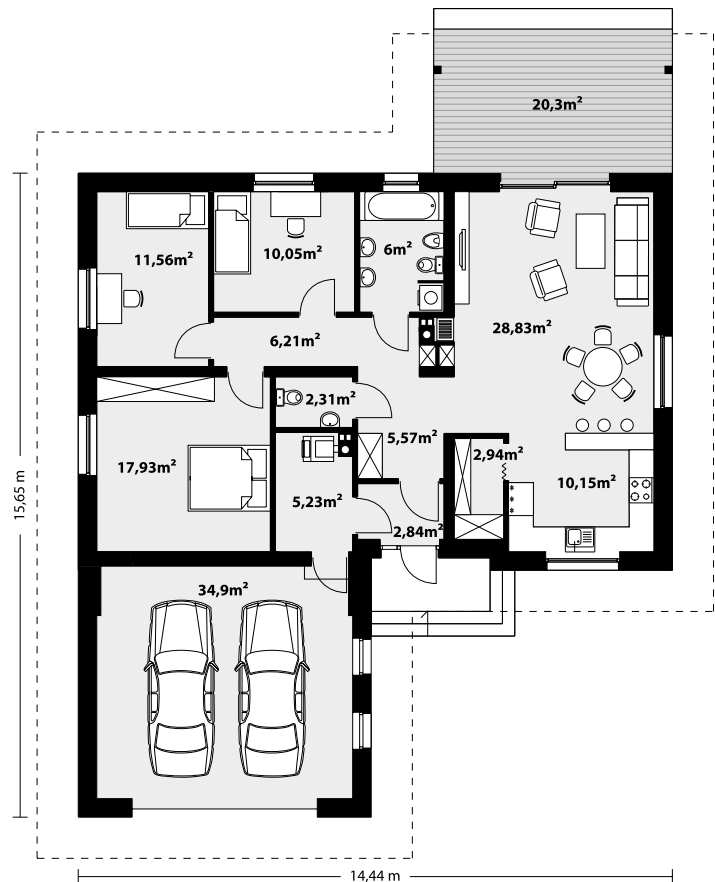 20,3m²
11,56m²
10,05m²
6m²
28,83m²
6,21m²
2,31m²
5,57m²
2,94m²
17,93m²
5,23m²
10,15m²
2,84m²
34,9m²
15,65 m
14,44 m